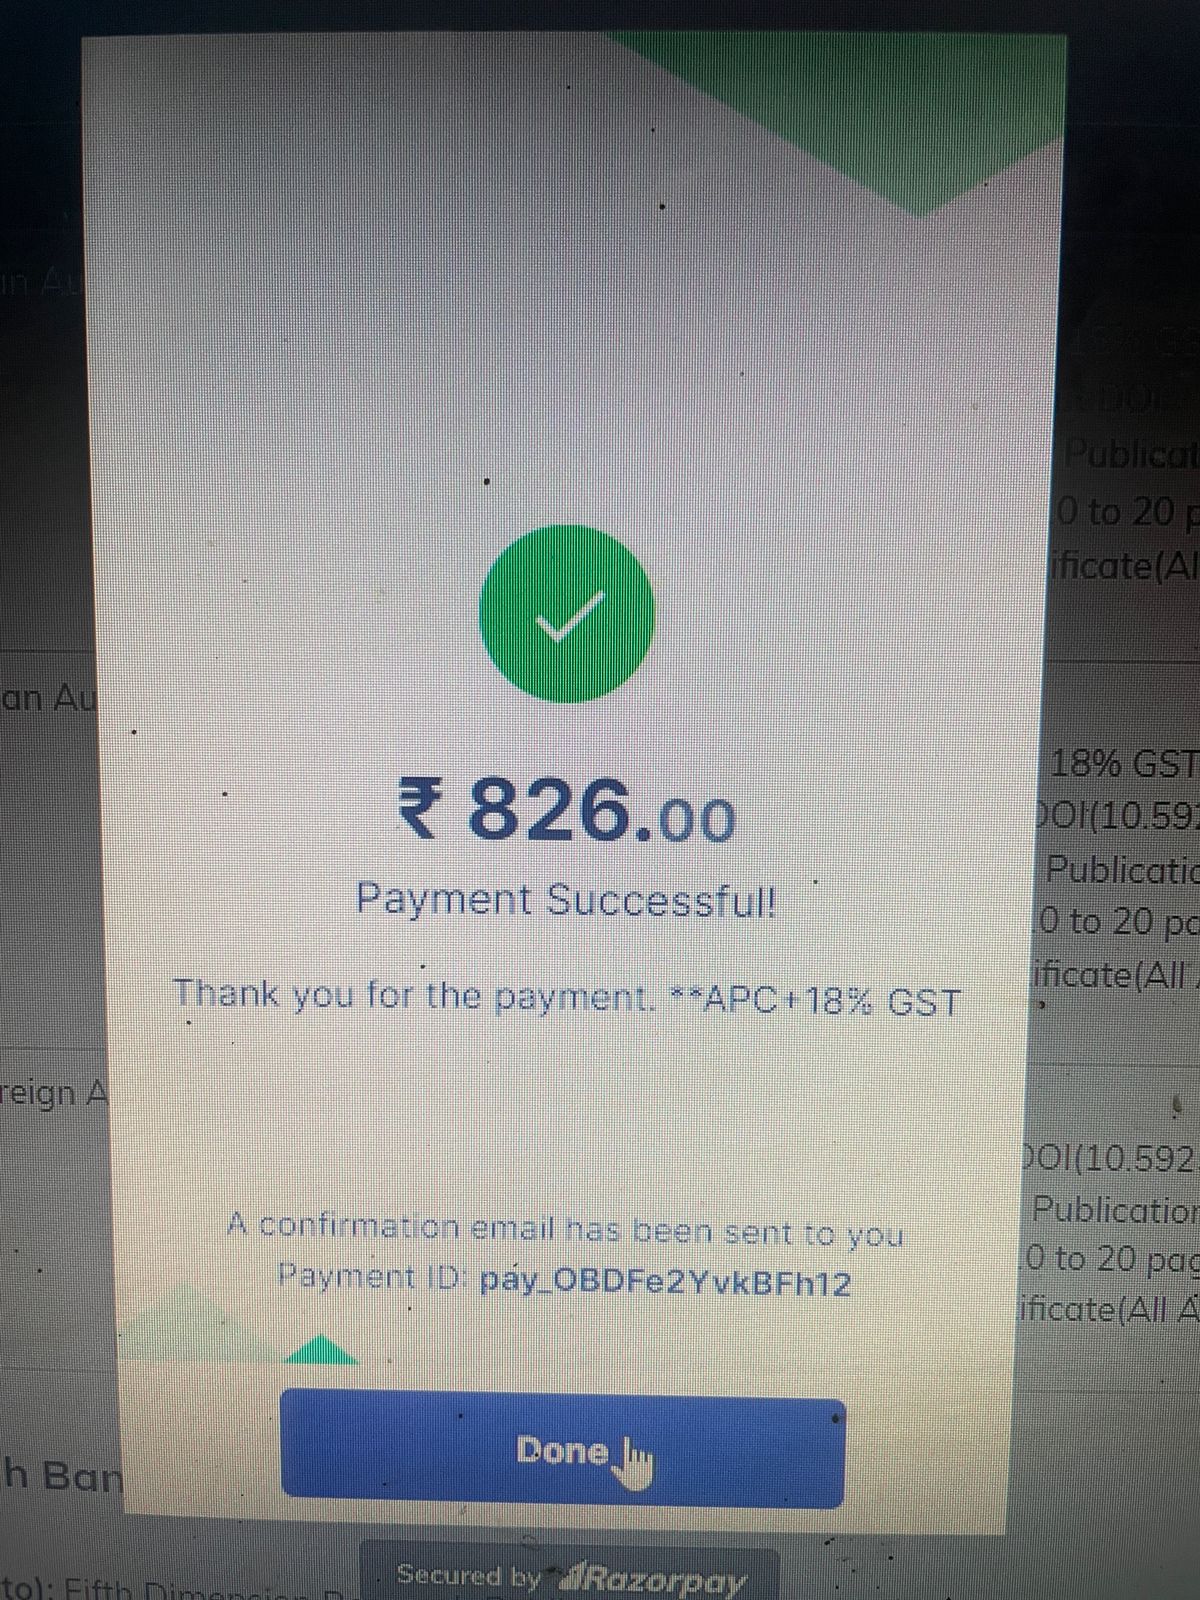 in Au
Publicat
0 to 20 p
ificate(Al
an Au
18% GST
DOI(10.592
Publicatio
0 to 20 pa
ificate(All
₹ 826.00
Payment Successful!
Thank you for the payment. **APC+18% GST
reign A
DOI(10.592
Publication
0 to 20 pag
ificate(All A
A confirmation email has been sent to you
Payment ID: pay_OBDFe2YvkBFh12
Done
h Ban
Secured by Razorpay
to): Fifth Dimension